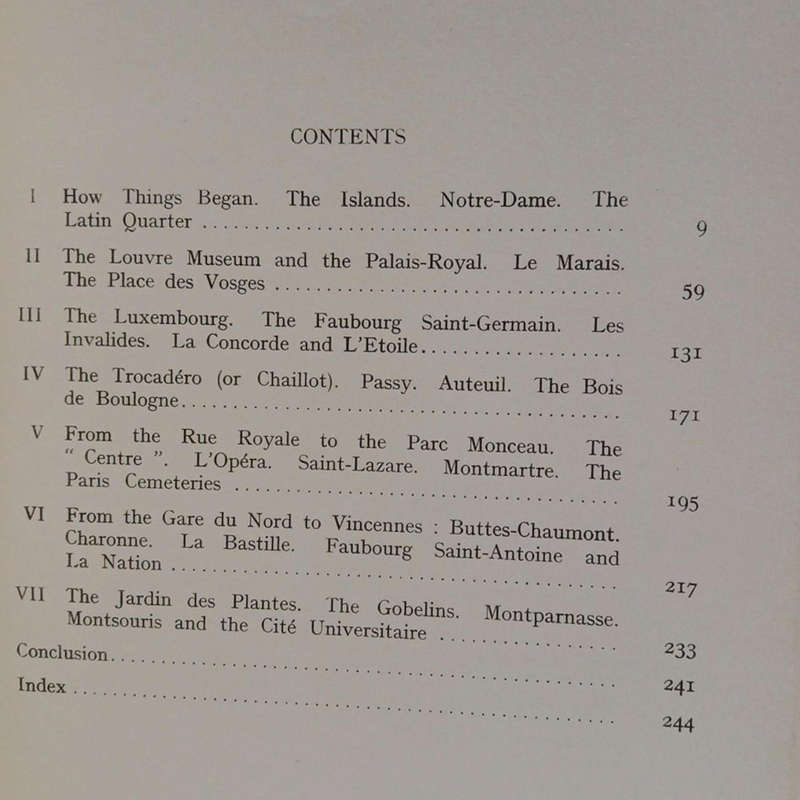 CONTENTS
I How Things Began. The Islands. Notre-Dame. The
Latin Quarter ........................................ 9
II The Louvre Museum and the Palais-Royal. Le Marais.
The Place des Vosges ................................. 59
III The Luxembourg. The Faubourg Saint-Germain. Les
Invalides. La Concorde and L'Etoile................... 131
IV The Trocadéro (or Chaillot). Passy. Auteuil. The Bois
de Boulogne.......................................... 171
V From the Rue Royale to the Parc Monceau. The
“ Centre ”. L'Opéra. Saint-Lazare. Montmartre. The
Paris Cemeteries ..................................... 195
VI From the Gare du Nord to Vincennes : Buttes-Chaumont.
Charonne. La Bastille. Faubourg Saint-Antoine and
La Nation ........................................... 217
VII The Jardin des Plantes. The Gobelins. Montparnasse.
Montsouris and the Cité Universitaire ................. 233
Conclusion................................................ 241
Index .................................................... 244